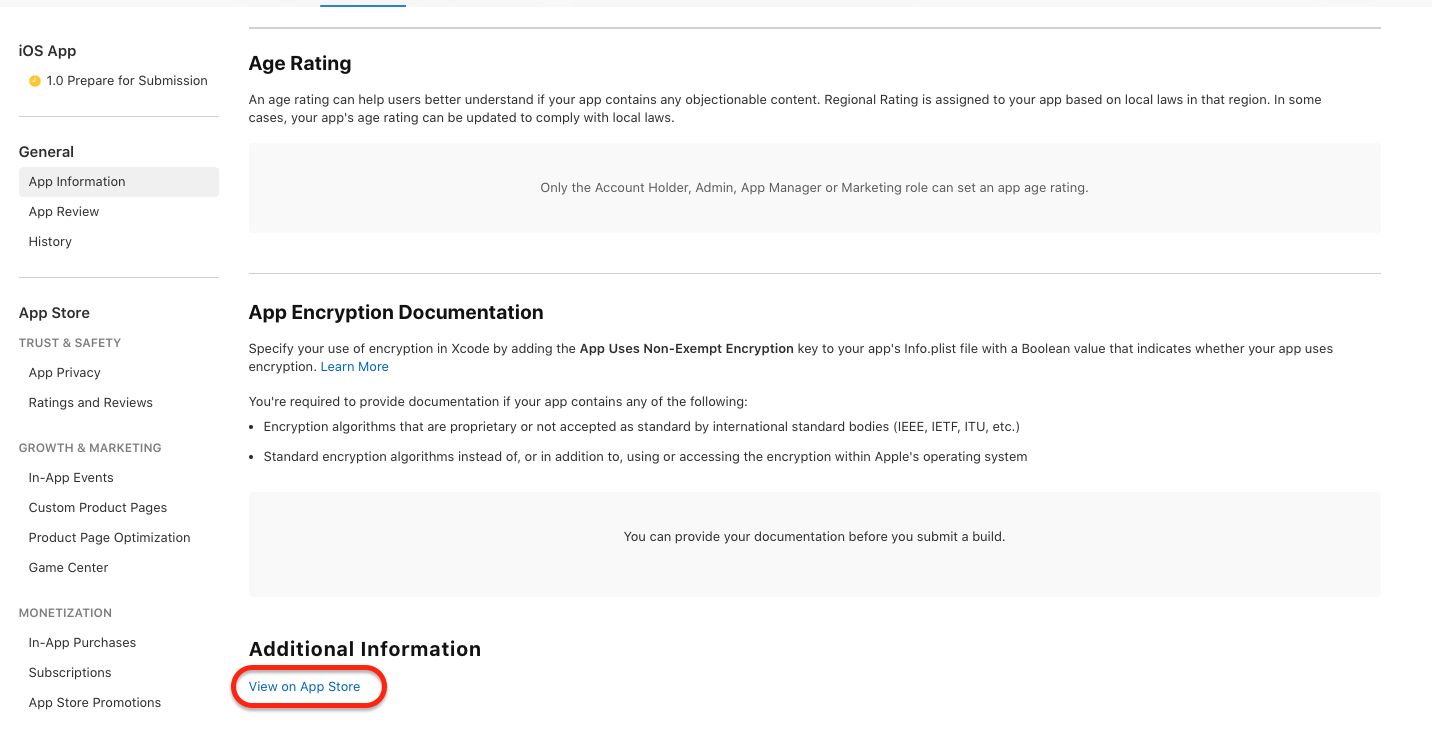 iOS App
1.0 Prepare for Submission
General
App Information
App Review
History
App Store
TRUST & SAFETY
App Privacy
Ratings and Reviews
GROWTH & MARKETING
In-App Events
Custom Product Pages
Product Page Optimization
Game Center
MONETIZATION
In-App Purchases
Subscriptions
App Store Promotions
Age Rating
An age rating can help users better understand if your app contains any objectionable content. Regional Rating is assigned to your app based on local laws in that region. In some
cases, your app's age rating can be updated to comply with local laws.
Only the Account Holder, Admin, App Manager or Marketing role can set an app age rating.
App Encryption Documentation
Specify your use of encryption in Xcode by adding the App Uses Non-Exempt Encryption key to your app's Info.plist file with a Boolean value that indicates whether your app uses
encryption. Learn More
You're required to provide documentation if your app contains any of the following:
• Encryption algorithms that are proprietary or not accepted as standard by international standard bodies (IEEE, IETF, ITU, etc.)
• Standard encryption algorithms instead of, or in addition to, using or accessing the encryption within Apple's operating system
You can provide your documentation before you submit a build.
Additional Information
View on App Store